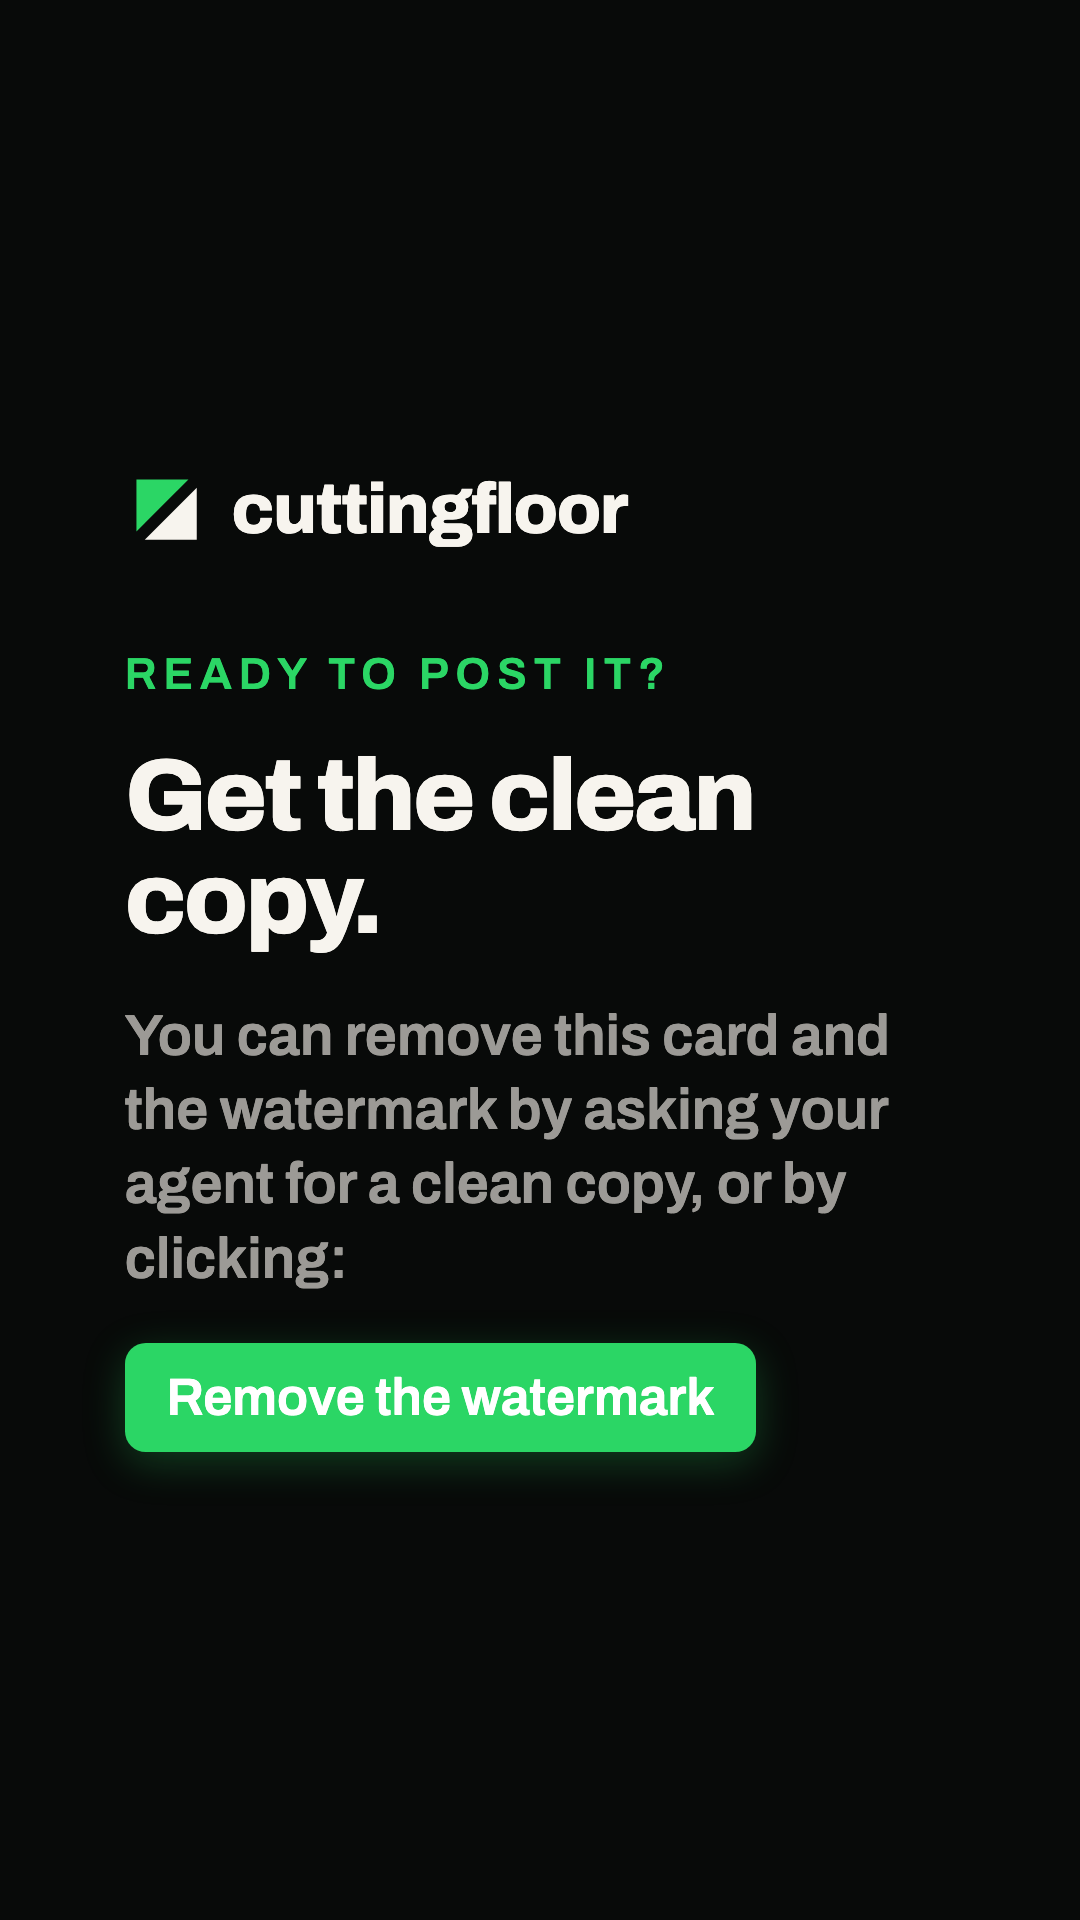 cuttingfloor
READY TO POST IT?
Get the clean
copy.
You can remove this card and
the watermark by asking your
agent for a clean copy, or by
clicking:
Remove the watermark